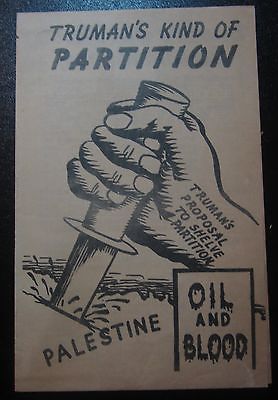 TRUMAN'S KIND OF
PARTITION
TRUMAN'S
PROPOSAL
TO SHELVE
PARTITION
PALESTINE
OIL
AND
BLOOD